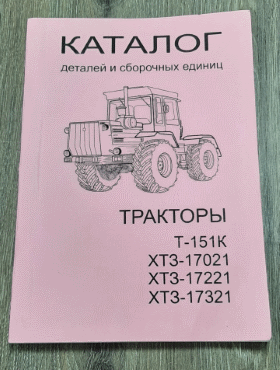 КАТАЛОГ
деталей и сборочных единиц
ТРАКТОРЫ
Т-151К
ХТЗ-17021
ХТЗ-17221
ХТЗ-17321